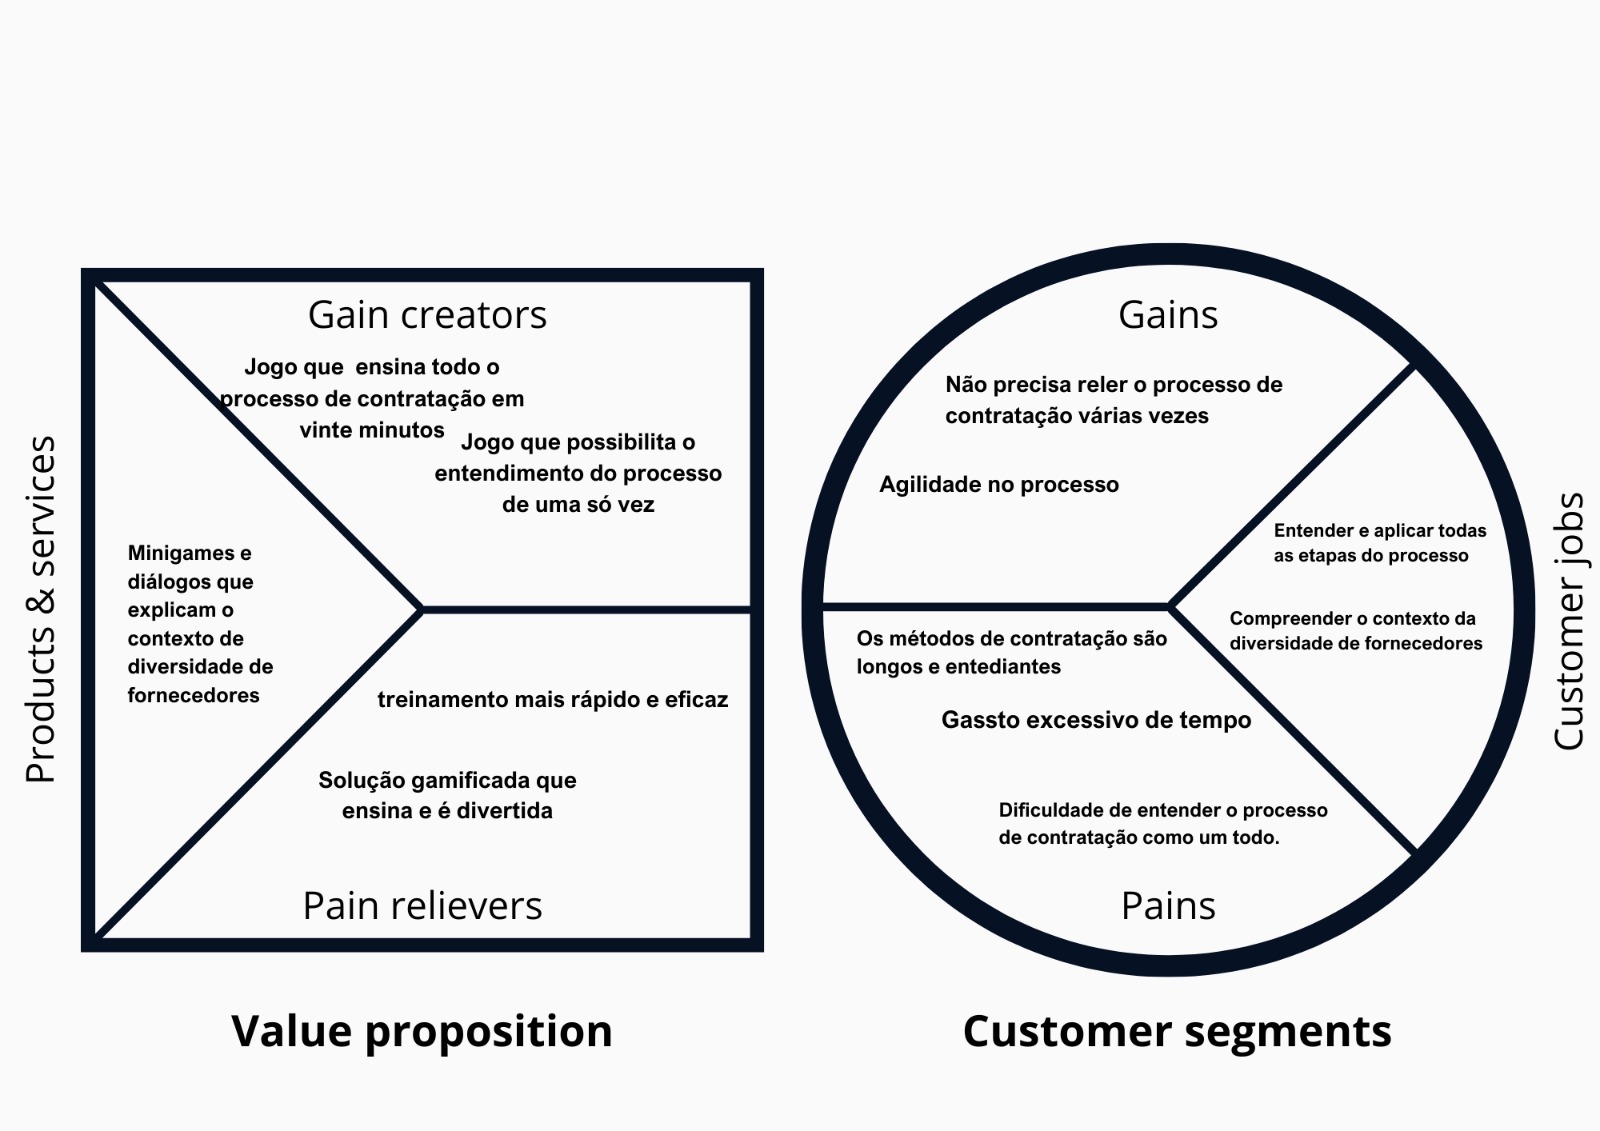 Gain creators
Jogo que  ensina todo o
processo de contratação em
vinte minutos
Jogo que possibilita o
entendimento do processo
de uma só vez
Products & services
Minigames e
diálogos que
explicam o
contexto de
diversidade de
fornecedores
treinamento mais rápido e eficaz
Solução gamificada que
ensina e é divertida
Pain relievers
Value proposition
Gains
Não precisa reler o processo de
contratação várias vezes
Agilidade no processo
Entender e aplicar todas
as etapas do processo
Compreender o contexto da
diversidade de fornecedores
Customer jobs
Os métodos de contratação são
longos e entediantes
Gassto excessivo de tempo
Dificuldade de entender o processo
de contratação como um todo.
Pains
Customer segments